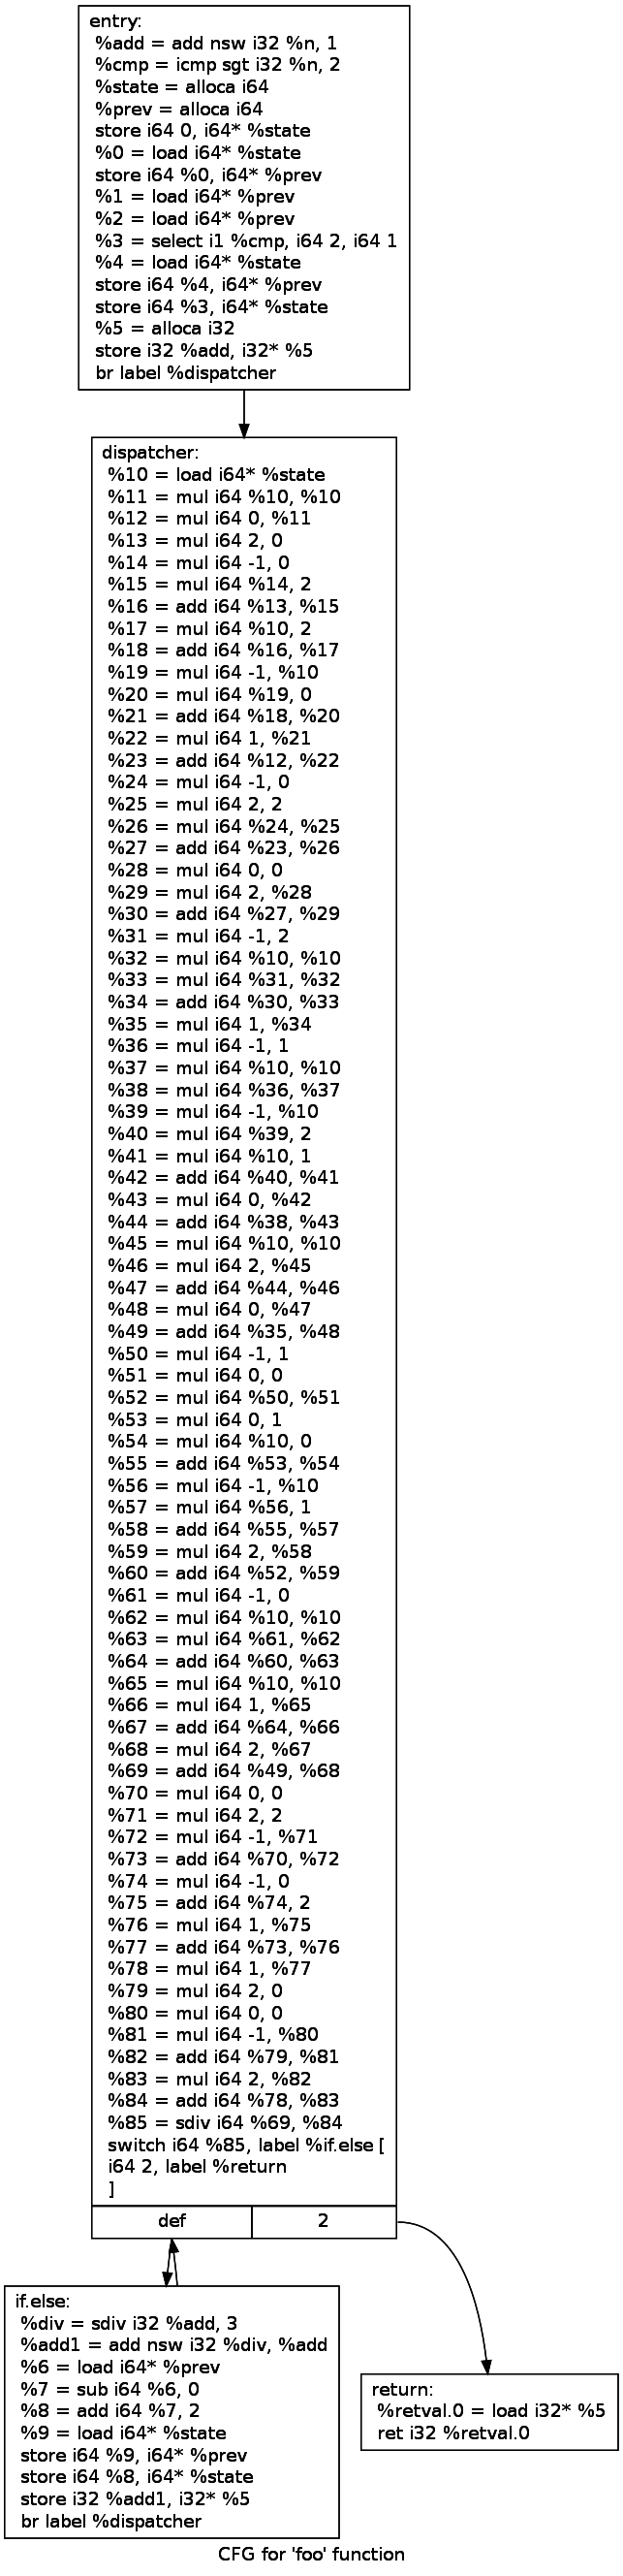 entry:
%add = add nsw i32 %n, 1
%cmp = icmp sgt i32 %n, 2
%state = alloca i64
%prev = alloca i64
store i64 0, i64* %state
%0 = load i64* %state
store i64 %0, i64* %prev
%1 = load i64* %prev
%2 = load i64* %prev
%3 = select i1 %cmp, i64 2, i64 1
%4 = load i64* %state
store i64 %4, i64* %prev
store i64 %3, i64* %state
%5 = alloca i32
store i32 %add, i32* %5
br label %dispatcher
dispatcher:
%10 = load i64* %state
%11 = mul i64 %10, %10
%12 = mul i64 0, %11
%13 = mul i64 2, 0
%14 = mul i64 -1, 0
%15 = mul i64 %14, 2
%16 = add i64 %13, %15
%17 = mul i64 %10, 2
%18 = add i64 %16, %17
%19 = mul i64 -1, %10
%20 = mul i64 %19, 0
%21 = add i64 %18, %20
%22 = mul i64 1, %21
%23 = add i64 %12, %22
%24 = mul i64 -1, 0
%25 = mul i64 2, 2
%26 = mul i64 %24, %25
%27 = add i64 %23, %26
%28 = mul i64 0, 0
%29 = mul i64 2, %28
%30 = add i64 %27, %29
%31 = mul i64 -1, 2
%32 = mul i64 %10, %10
%33 = mul i64 %31, %32
%34 = add i64 %30, %33
%35 = mul i64 1, %34
%36 = mul i64 -1, 1
%37 = mul i64 %10, %10
%38 = mul i64 %36, %37
%39 = mul i64 -1, %10
%40 = mul i64 %39, 2
%41 = mul i64 %10, 1
%42 = add i64 %40, %41
%43 = mul i64 0, %42
%44 = add i64 %38, %43
%45 = mul i64 %10, %10
%46 = mul i64 2, %45
%47 = add i64 %44, %46
%48 = mul i64 0, %47
%49 = add i64 %35, %48
%50 = mul i64 -1, 1
%51 = mul i64 0, 0
%52 = mul i64 %50, %51
%53 = mul i64 0, 1
%54 = mul i64 %10, 0
%55 = add i64 %53, %54
%56 = mul i64 -1, %10
%57 = mul i64 %56, 1
%58 = add i64 %55, %57
%59 = mul i64 2, %58
%60 = add i64 %52, %59
%61 = mul i64 -1, 0
%62 = mul i64 %10, %10
%63 = mul i64 %61, %62
%64 = add i64 %60, %63
%65 = mul i64 %10, %10
%66 = mul i64 1, %65
%67 = add i64 %64, %66
%68 = mul i64 2, %67
%69 = add i64 %49, %68
%70 = mul i64 0, 0
%71 = mul i64 2, 2
%72 = mul i64 -1, %71
%73 = add i64 %70, %72
%74 = mul i64 -1, 0
%75 = add i64 %74, 2
%76 = mul i64 1, %75
%77 = add i64 %73, %76
%78 = mul i64 1, %77
%79 = mul i64 2, 0
%80 = mul i64 0, 0
%81 = mul i64 -1, %80
%82 = add i64 %79, %81
%83 = mul i64 2, %82
%84 = add i64 %78, %83
%85 = sdiv i64 %69, %84
switch i64 %85, label %if.else [
i64 2, label %return
]
def 2
if.else:
%div = sdiv i32 %add, 3
%add1 = add nsw i32 %div, %add
%6 = load i64* %prev
%7 = sub i64 %6, 0
%8 = add i64 %7, 2
%9 = load i64* %state
store i64 %9, i64* %prev
store i64 %8, i64* %state
store i32 %add1, i32* %5
br label %dispatcher
return:
%retval.0 = load i32* %5
ret i32 %retval.0
CFG for 'foo' function